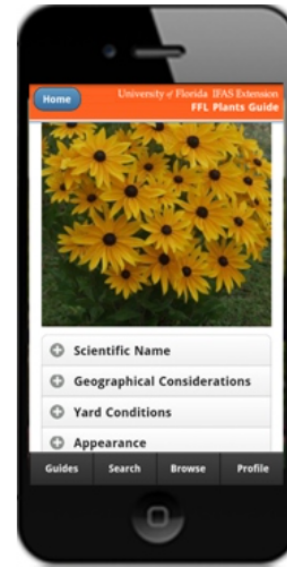 Home
University of Florida IFAS Extension
FFL Plants Guide
Scientific Name
Geographical Considerations
Yard Conditions
Appearance
Guides Search Browse Profile